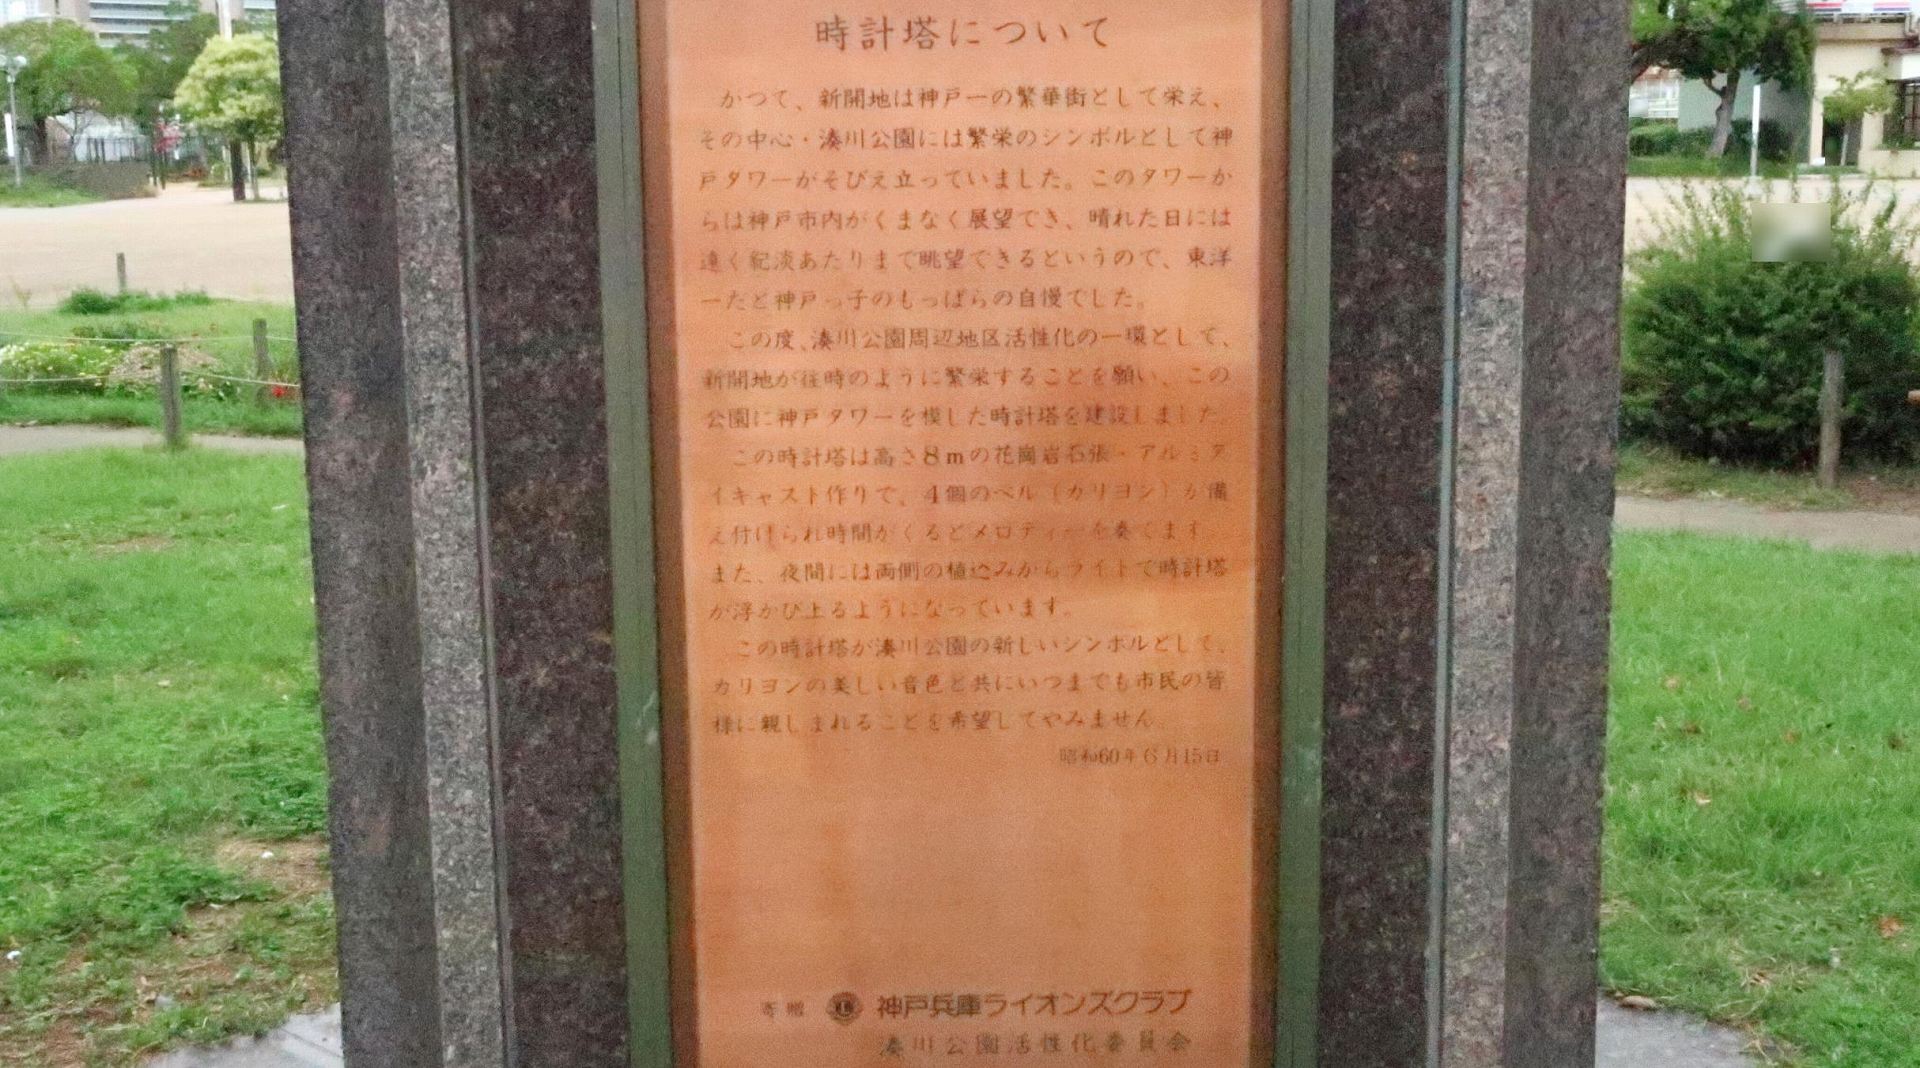 時計塔について
かつて、新開地は神戸一の繁華街として栄え、
その中心・湊川公園には繁栄のシンボルとして神
戸タワーがそびえ立っていました。このタワーか
らは神戸市内がくまなく展望でき、晴れた日には
遠く紀淡あたりまで眺望できるというので、東洋
一だと神戸っ子のもっぱらの自慢でした。
この度、湊川公園周辺地区活性化の一環として、
新開地が往時のように繁栄することを願い、この
公園に神戸タワーを模した時計塔を建設しました。
この時計塔は高さ8mの花崗岩石張・アルミダ
イキャスト作りで、4個のベル（カリヨン）が備
え付けられ時間がくるとメロディーを奏でます。
また、夜間には両側の植込みからライトで時計塔
が浮かび上るようになっています。
この時計塔が湊川公園の新しいシンボルとして、
カリヨンの美しい音色と共にいつまでも市民の皆
様に親しまれることを希望してやみません。
昭和60年6月15日
寄贈 神戸兵庫ライオンズクラブ
湊川公園活性化委員会